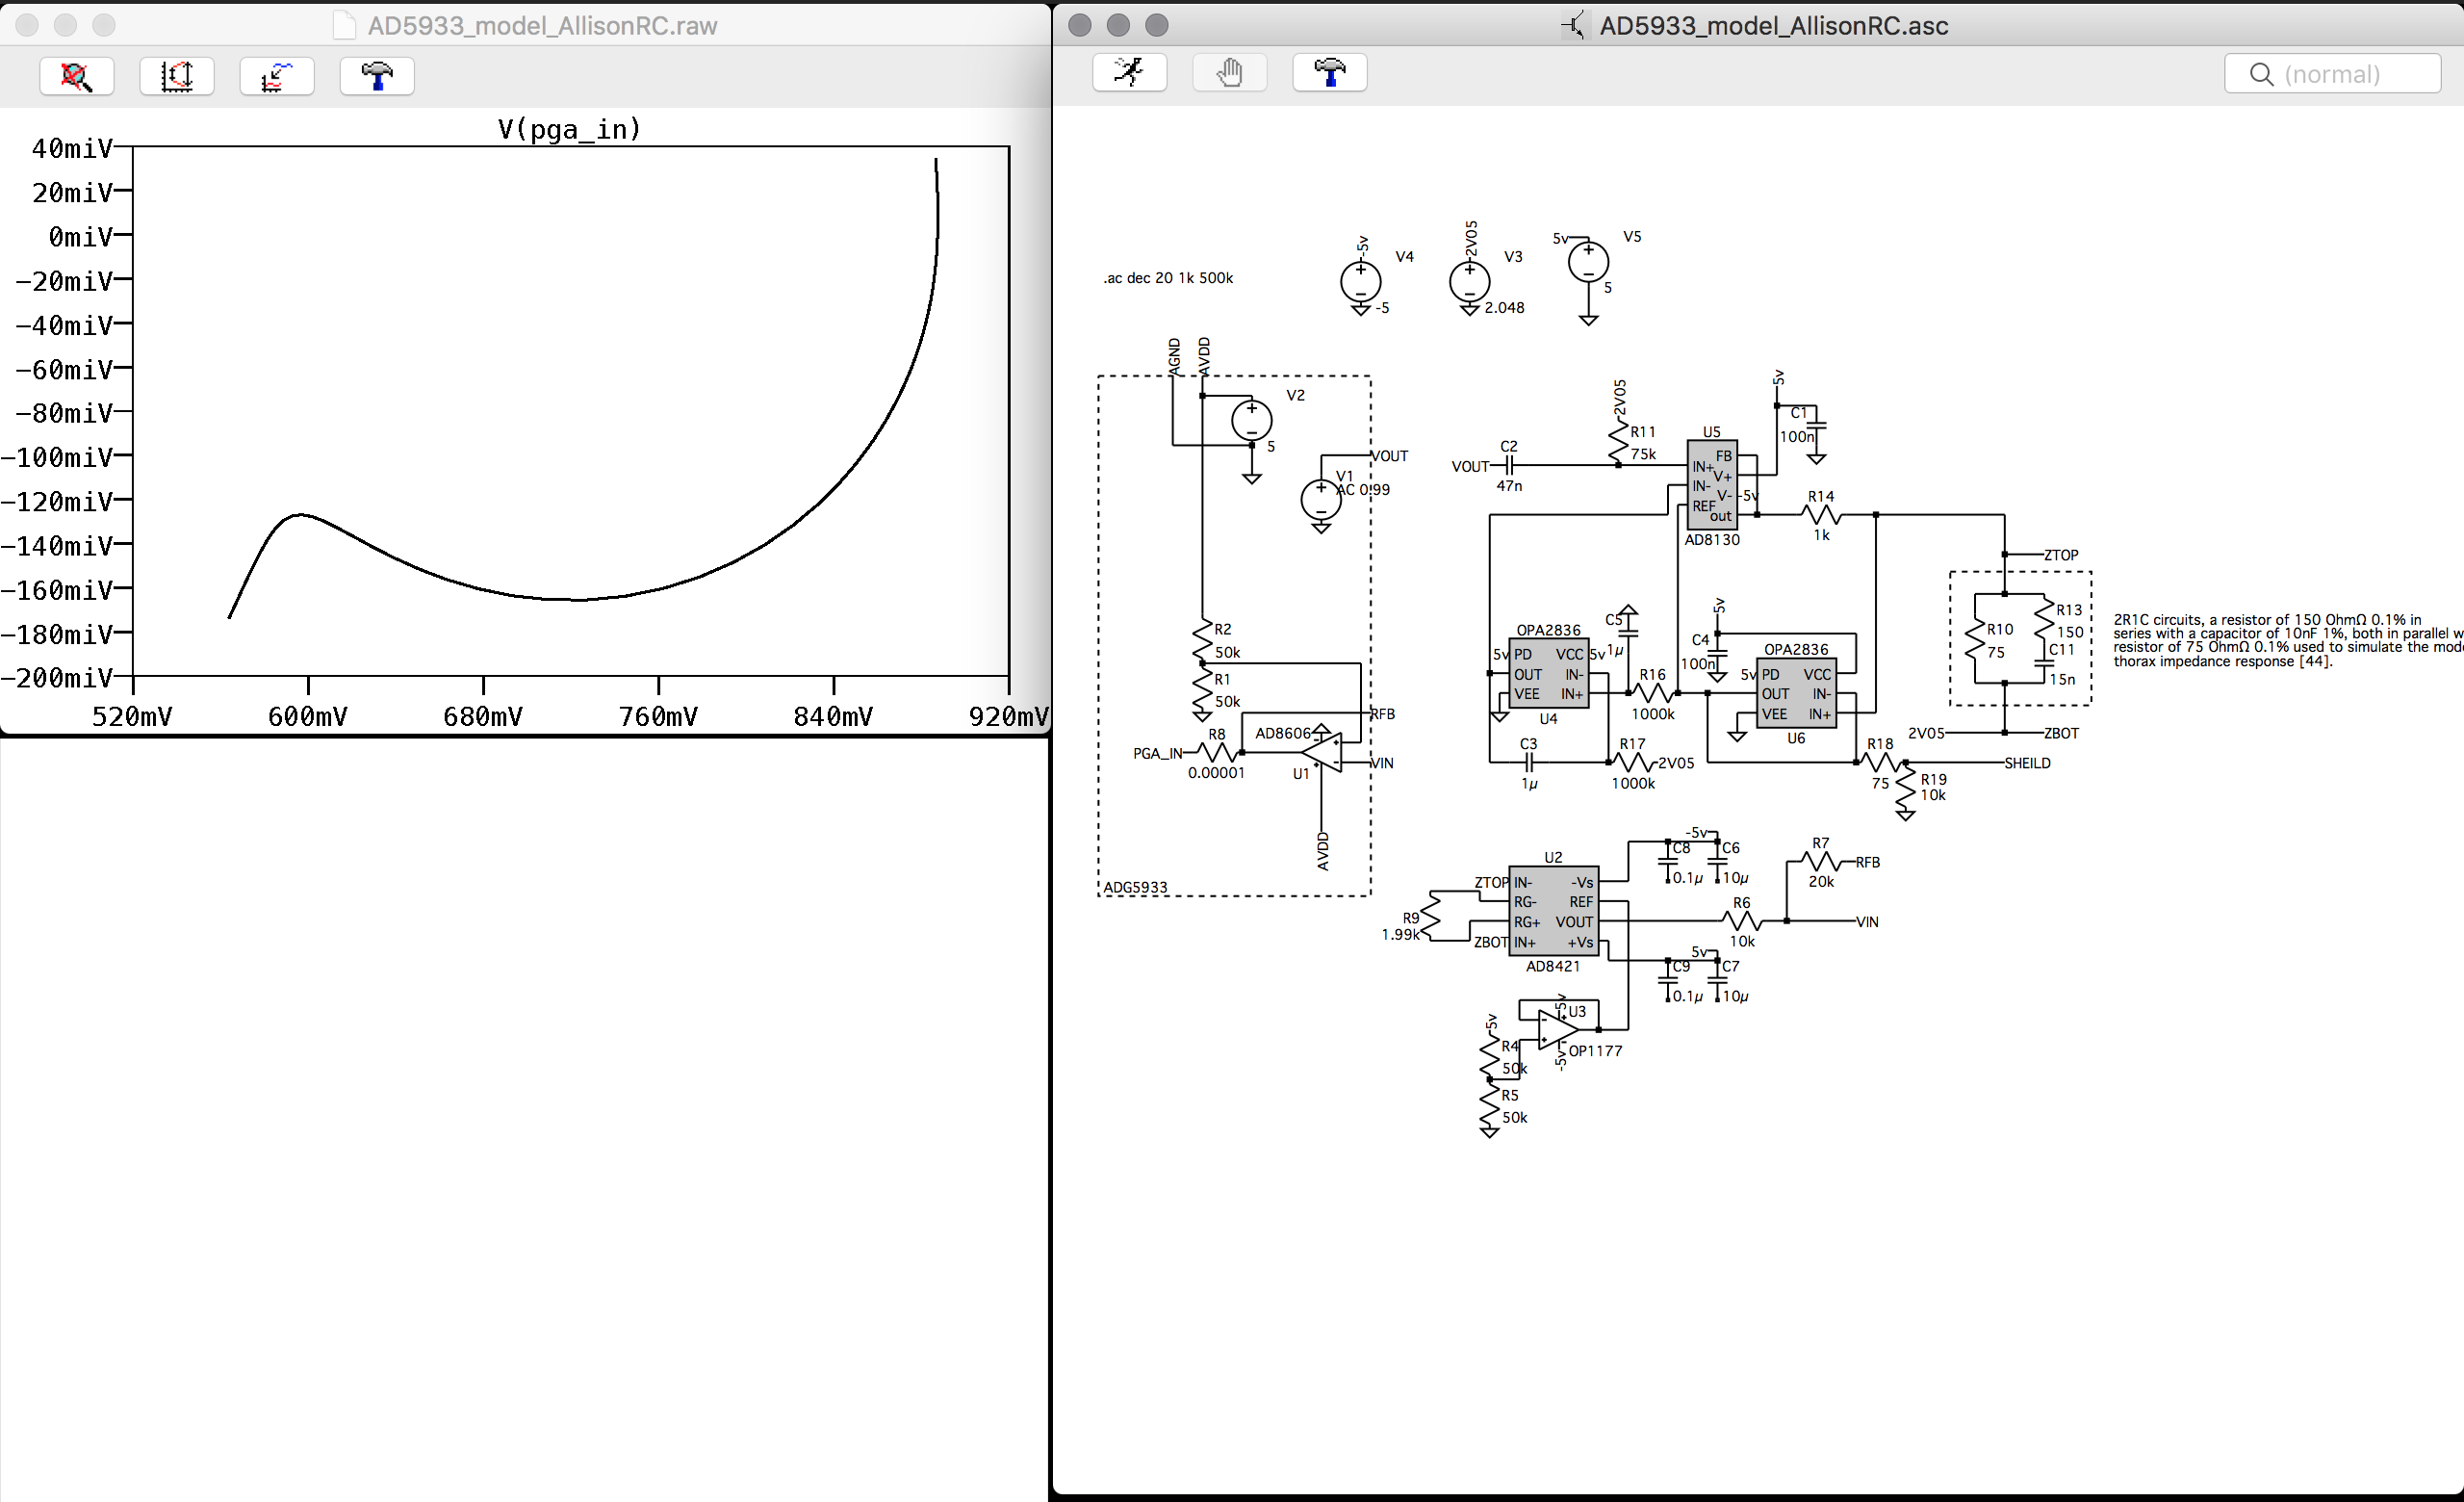 AD5933_model_AllisonRC.raw
V(pga_in)
40miV
20miV
0miV
-20miV
-40miV
-60miV
-80miV
-100miV
-120miV
-140miV
-160miV
-180miV
-200miV
520mV 600mV 680mV 760mV 840mV 920mV
AD5933_model_AllisonRC.asc
(normal)
.ac dec 20 1k 500k
-5v
V4
-5
2V05
V3
2.048
5v
V5
5
AGND
AVDD
V2
5
VOUT
V1
AC 0.99
R2
50k
R1
50k
RFB
R8
AD8606
PGA_IN
0.00001
U1
VIN
AVDD
ADG5933
2V05
R11
75k
C2
VOUT
47n
U5
FB
IN+
V+
IN-
V-
-5v
REF
out
AD8130
5v
C1
100n
R14
1k
ZTOP
R10
75
R13
150
C11
15n
2V05
ZBOT
2R1C circuits, a resistor of 150 OhmΩ 0.1% in
series with a capacitor of 10nF 1%, both in parallel w
resistor of 75 OhmΩ 0.1% used to simulate the mod
thorax impedance response [44].
OPA2836
5v PD VCC 5v
OUT IN-
VEE IN+
U4
C5
1µ
R16
1000k
C4
100n
5v
OPA2836
5v PD VCC
OUT IN-
VEE IN+
U6
C3
1µ
R17
2V05
1000k
R18
75
SHEILD
R19
10k
U2
ZTOP IN- -Vs
RG- REF
RG+ VOUT
ZBOT IN+ +Vs
AD8421
R9
1.99k
-5v
C8
0.1µ
C6
10µ
R7
RFB
20k
R6
10k
VIN
5v
C9
0.1µ
C7
10µ
5v
R4
50k
R5
50k
U3
-5v
OP1177